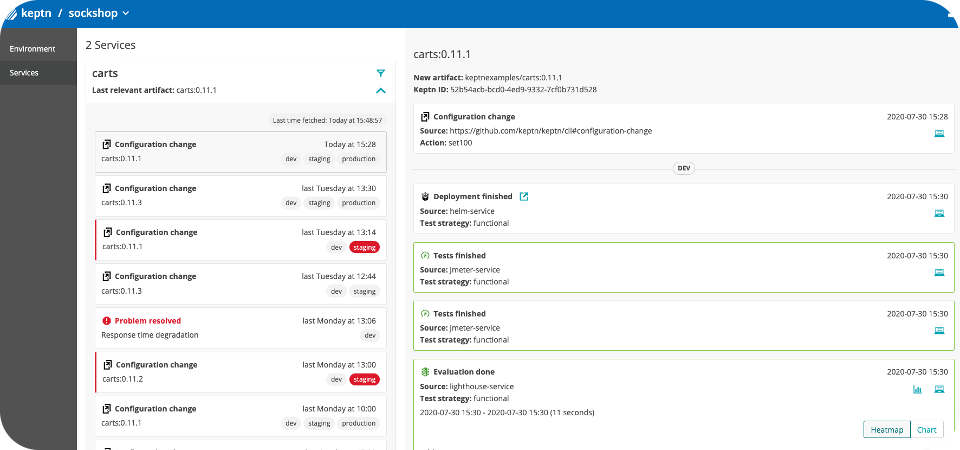 keptn / sockshop
Environment
Services
2 Services
carts
Last relevant artifact: carts:0.11.1
Last time fetched: Today at 15:48:57
Configuration change Today at 15:28
carts:0.11.1 dev staging production
Configuration change last Tuesday at 13:30
carts:0.11.3 dev staging production
Configuration change last Tuesday at 13:14
carts:0.11.1 dev staging
Configuration change last Tuesday at 12:44
carts:0.11.3 dev staging
Problem resolved last Monday at 13:06
Response time degradation dev
Configuration change last Monday at 13:00
carts:0.11.2 dev staging
Configuration change last Monday at 10:00
carts:0.11.1 dev staging production
carts:0.11.1
New artifact: keptnexamples/carts:0.11.1
Keptn ID: 52b54acb-bcd0-4ed9-9332-7cf0b731d528
Configuration change 2020-07-30 15:28
Source: https://github.com/keptn/keptn/cli#configuration-change
Action: set100
DEV
Deployment finished 2020-07-30 15:30
Source: helm-service
Test strategy: functional
Tests finished 2020-07-30 15:30
Source: jmeter-service
Test strategy: functional
Tests finished 2020-07-30 15:30
Source: jmeter-service
Test strategy: functional
Evaluation done 2020-07-30 15:30
Source: lighthouse-service
Test strategy: functional
2020-07-30 15:30 - 2020-07-30 15:30 (11 seconds)
Heatmap Chart